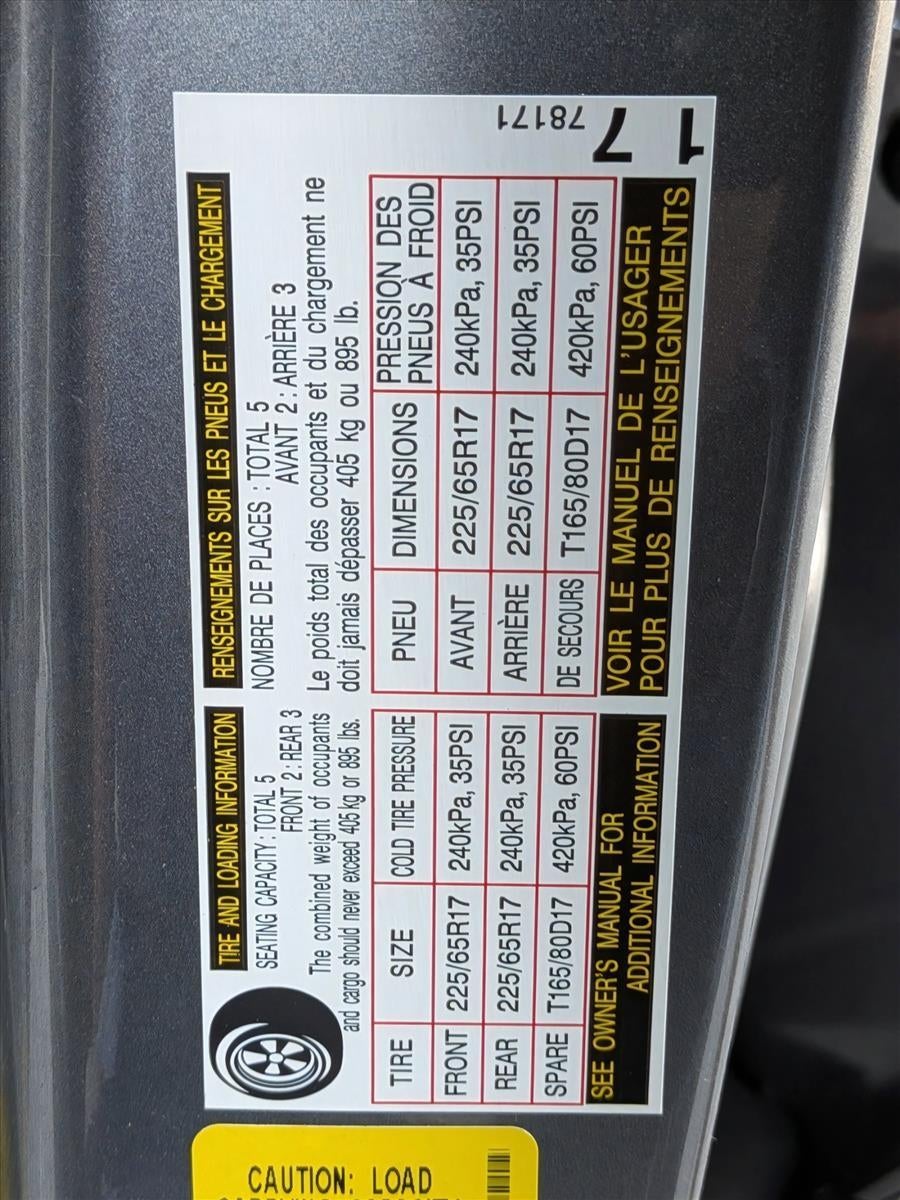 TIRE AND LOADING INFORMATION
SEATING CAPACITY: TOTAL 5
FRONT 2: REAR 3
The combined weight of occupants
and cargo should never exceed 405 kg or 895 lbs.
TIRE SIZE COLD TIRE PRESSURE
FRONT 225/65R17 240kPa, 35PSI
REAR 225/65R17 240kPa, 35PSI
SPARE T165/80D17 420kPa, 60PSI
SEE OWNER'S MANUAL FOR
ADDITIONAL INFORMATION
RENSEIGNEMENTS SUR LES PNEUS ET LE CHARGEMENT
NOMBRE DE PLACES : TOTAL 5
AVANT 2: ARRIÈRE 3
Le poids total des occupants et du chargement ne
doit jamais dépasser 405 kg ou 895 lb.
PNEU DIMENSIONS PRESSION DES
PNEUS À FROID
AVANT 225/65R17 240kPa, 35PSI
ARRIÈRE 225/65R17 240kPa, 35PSI
DE SECOURS T165/80D17 420kPa, 60PSI
VOIR LE MANUEL DE L'USAGER
POUR PLUS DE RENSEIGNEMENTS
78171
7
1
CAUTION: LOAD